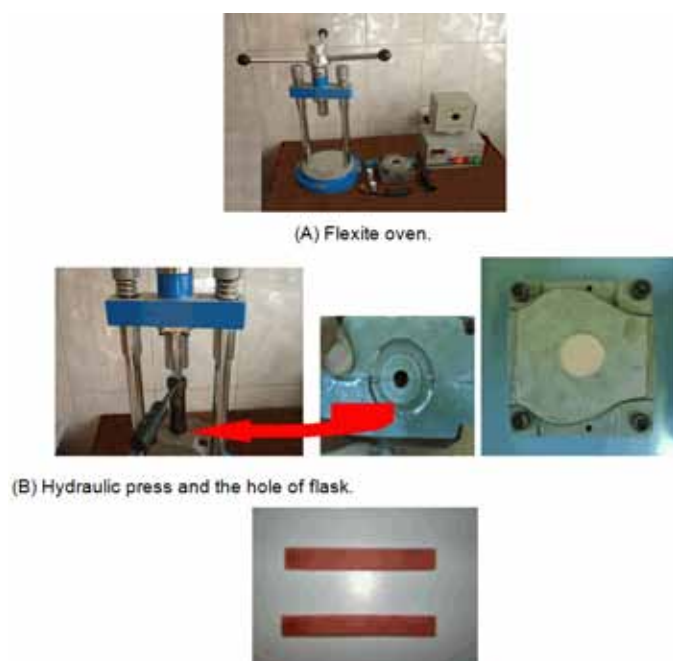 (A) Flexite oven.
(B) Hydraulic press and the hole of flask.